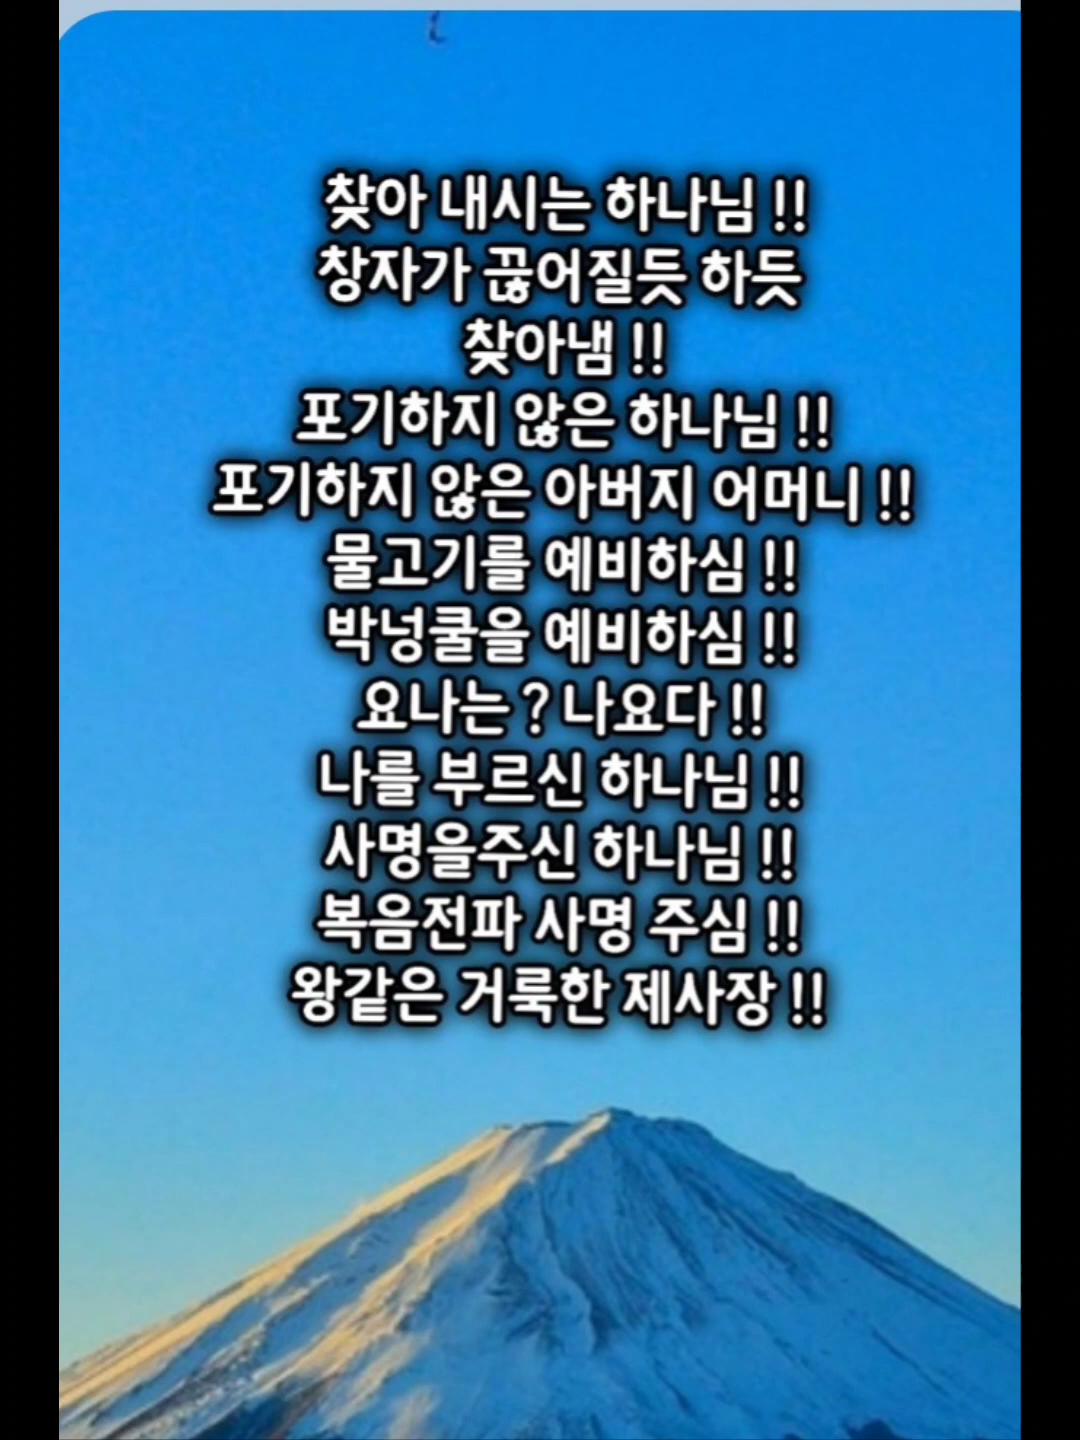 찾아 내시는 하나님 !!
창자가 끊어질듯 하듯
찾아냄 !!
포기하지 않은 하나님 !!
포기하지 않은 아버지 어머니 !!
물고기를 예비하심 !!
박넝쿨을 예비하심 !!
요나는 ? 나요다 !!
나를 부르신 하나님 !!
사명을주신 하나님 !!
복음전파 사명 주심 !!
왕같은 거룩한 제사장 !!